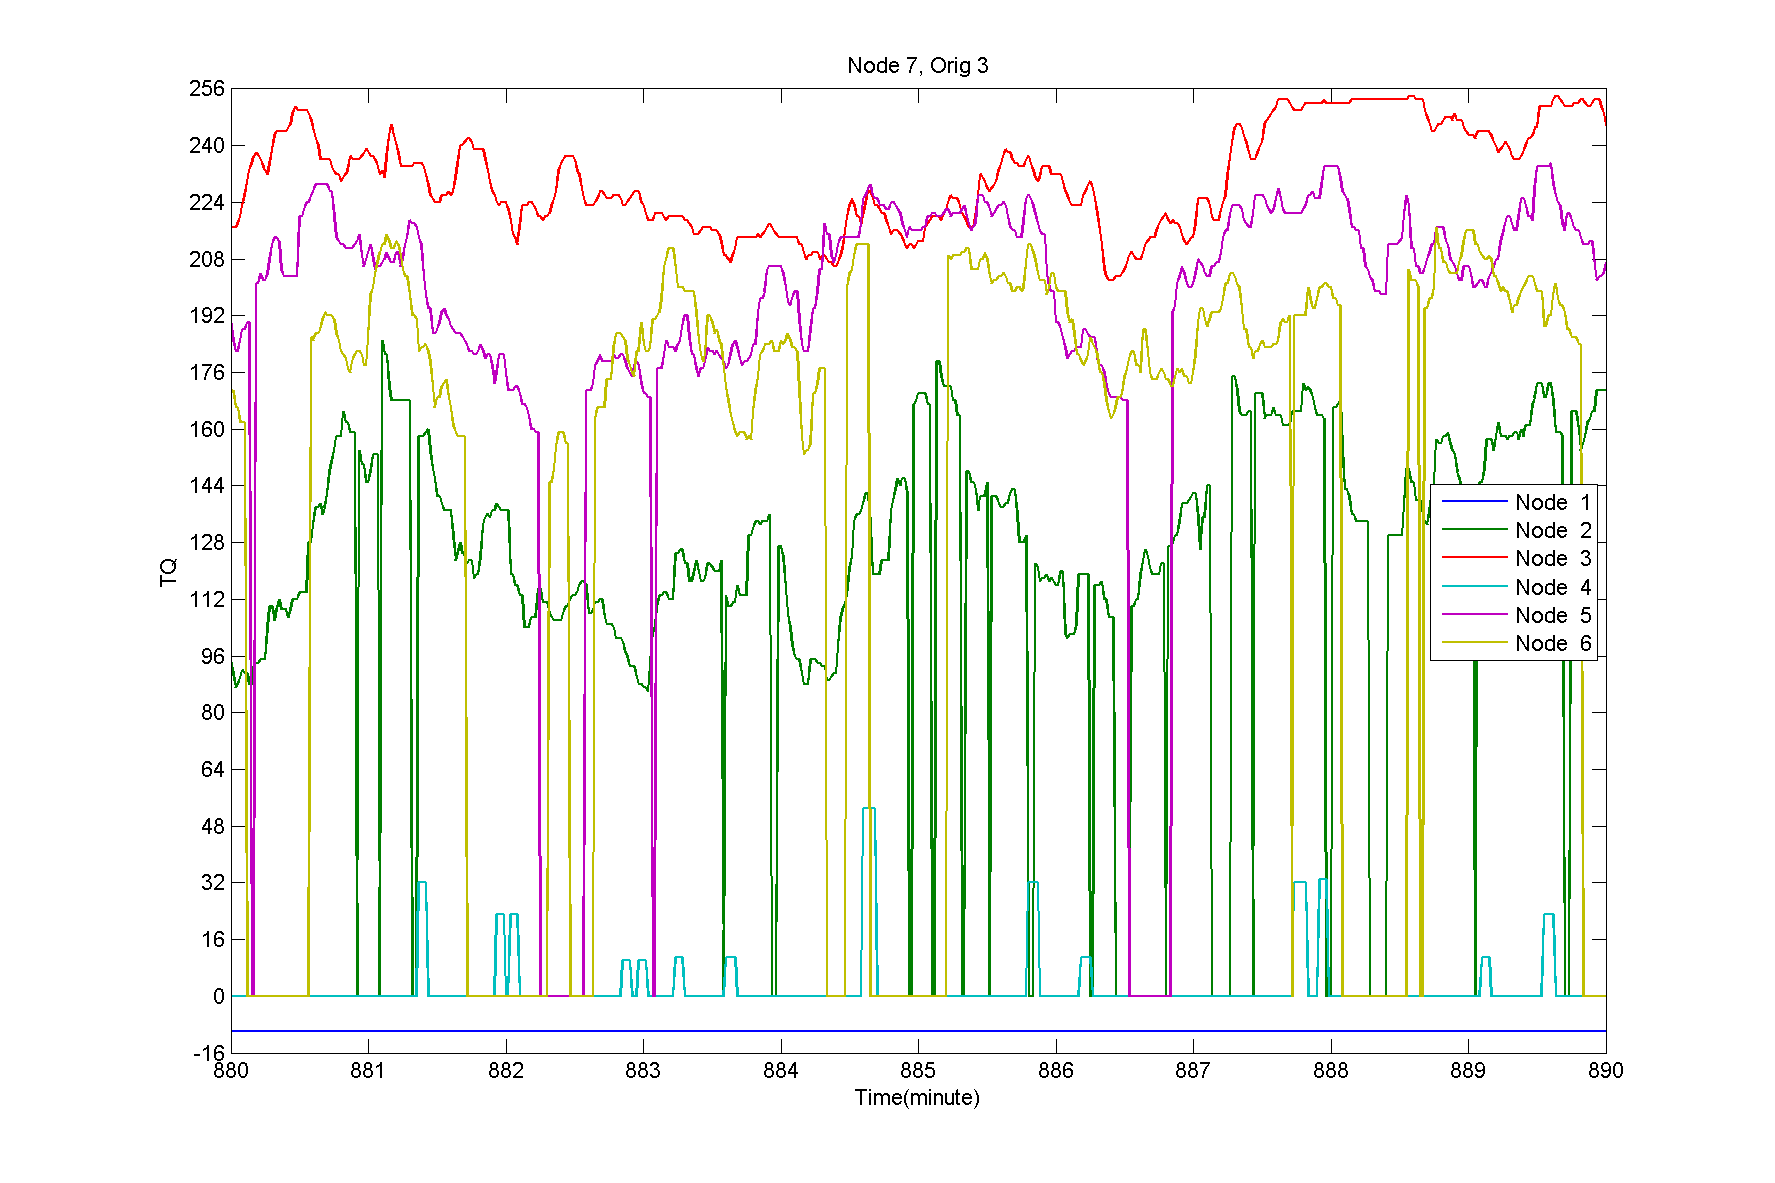 Node 7, Orig 3
256
240
224
208
192
176
160
144
128
112
96
80
64
48
32
16
0
-16
TQ
Node 1
Node 2
Node 3
Node 4
Node 5
Node 6
880 881 882 883 884 885 886 887 888 889 890
Time(minute)